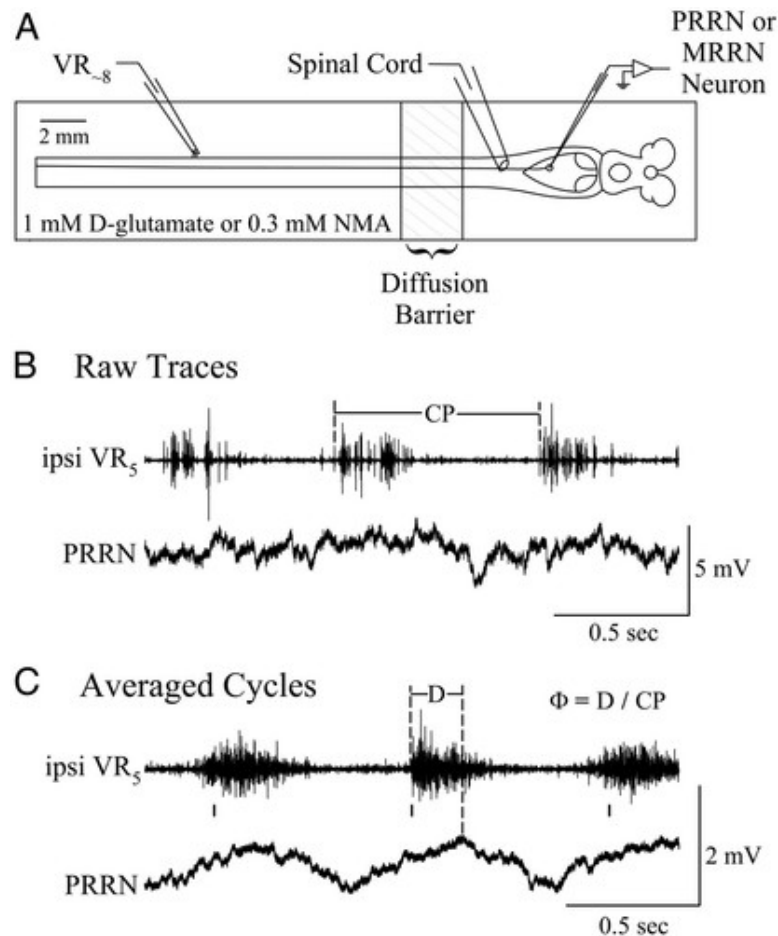 A
VR~8
Spinal Cord
PRRN or
MRRN
Neuron
2 mm
1 mM D-glutamate or 0.3 mM NMA
Diffusion
Barrier
B Raw Traces
CP
ipsi VR5
PRRN
5 mV
0.5 sec
C Averaged Cycles
D
Φ = D / CP
ipsi VR5
PRRN
2 mV
0.5 sec